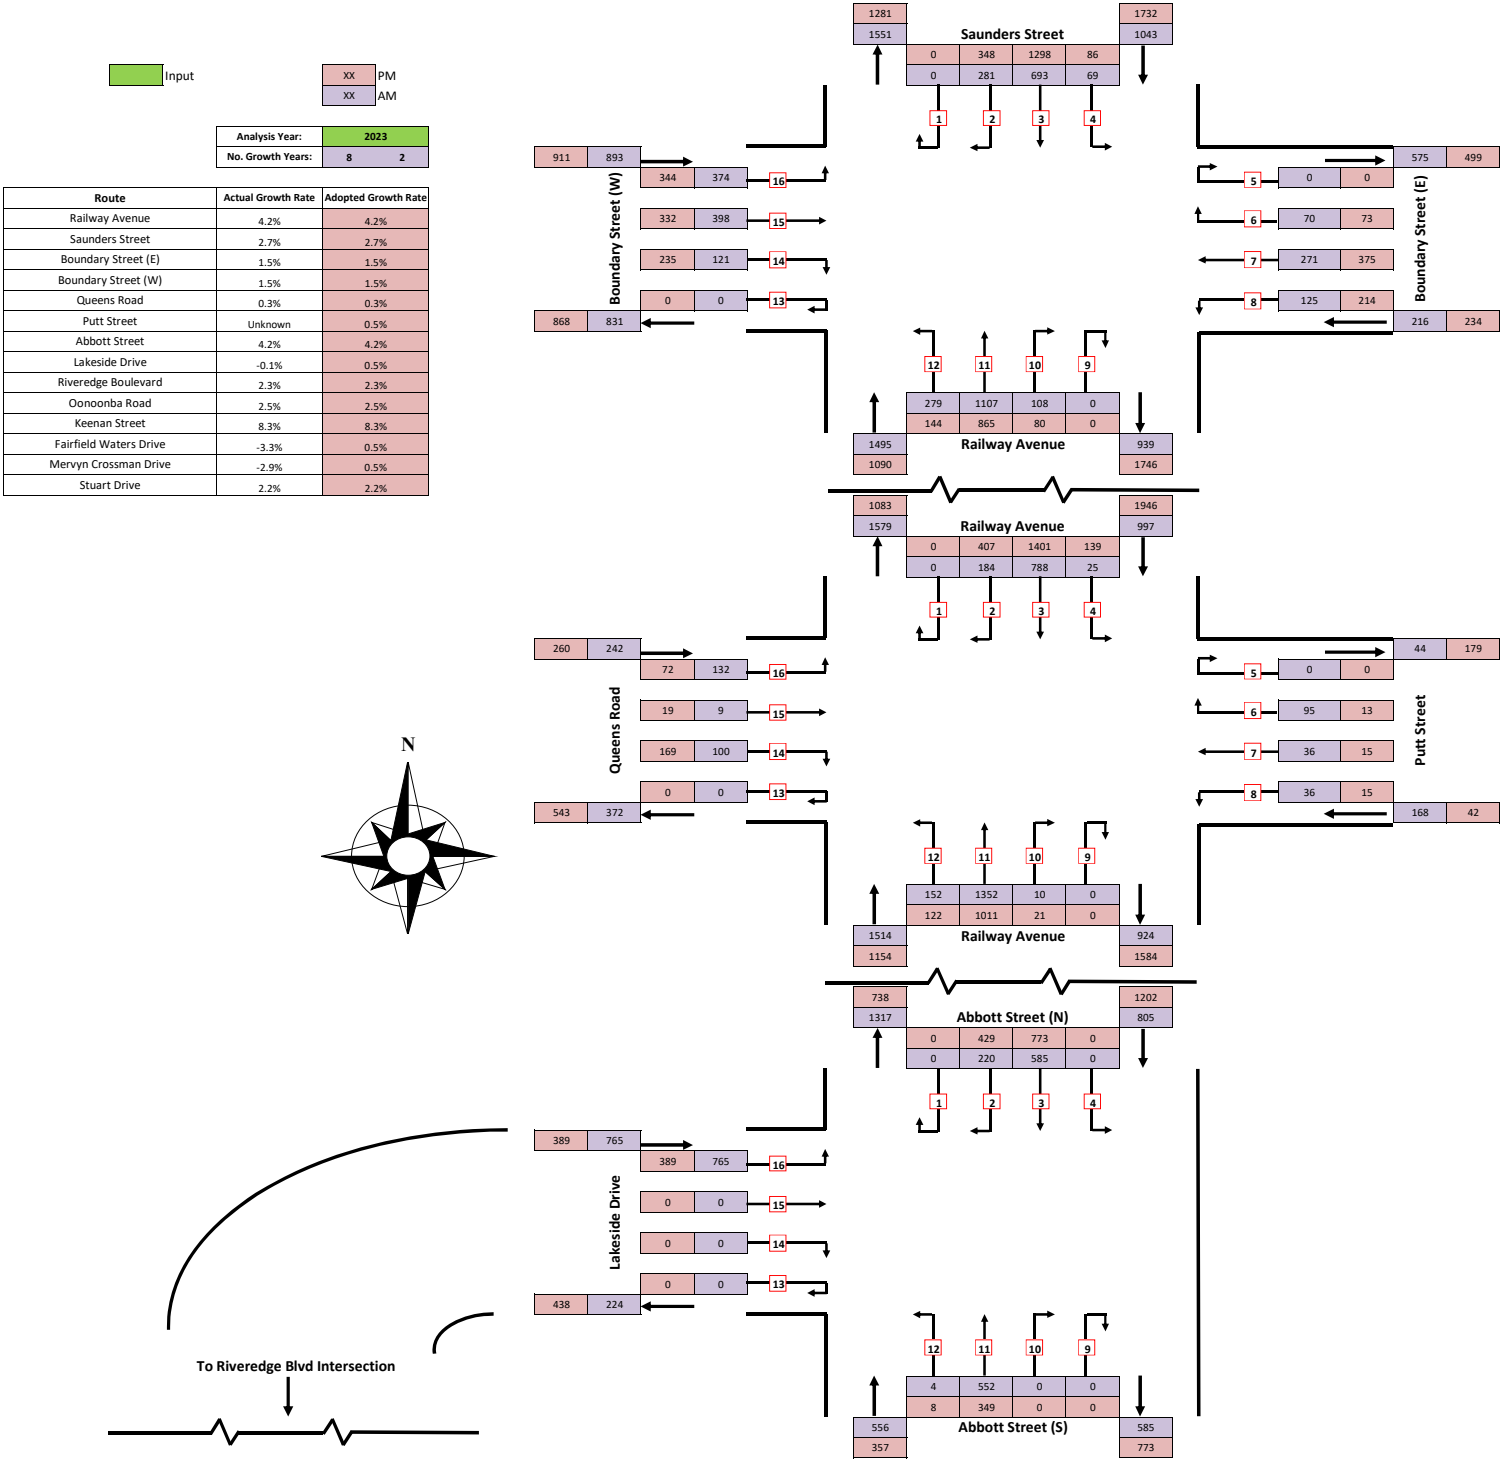 Input
XX PM
XX AM
Analysis Year: 2023
No. Growth Years: 8 2
Route Actual Growth Rate Adopted Growth Rate
Railway Avenue 4.2% 4.2%
Saunders Street 2.7% 2.7%
Boundary Street (E) 1.5% 1.5%
Boundary Street (W) 1.5% 1.5%
Queens Road 0.3% 0.3%
Putt Street Unknown 0.5%
Abbott Street 4.2% 4.2%
Lakeside Drive -0.1% 0.5%
Riveredge Boulevard 2.3% 2.3%
Oonoonba Road 2.5% 2.5%
Keenan Street 8.3% 8.3%
Fairfield Waters Drive -3.3% 0.5%
Mervyn Crossman Drive -2.9% 0.5%
Stuart Drive 2.2% 2.2%
1281 1732
1551 Saunders Street 1043
0 348 1298 86
0 281 693 69
1 2 3 4
911 893
344 374 16
332 398 15
235 121 14
0 0 13
868 831
Boundary Street (W)
575 499
5 0 0
6 70 73
7 271 375
8 125 214
216 234
Boundary Street (E)
12 11 10 9
279 1107 108 0
144 865 80 0
1495 Railway Avenue 939
1090 1746
1083 1946
1579 Railway Avenue 997
0 407 1401 139
0 184 788 25
1 2 3 4
260 242
72 132 16
19 9 15
169 100 14
0 0 13
543 372
Queens Road
44 179
5 0 0
6 95 13
7 36 15
8 36 15
168 42
Putt Street
N
12 11 10 9
152 1352 10 0
122 1011 21 0
1514 Railway Avenue 924
1154 1584
738 1202
1317 Abbott Street (N) 805
0 429 773 0
0 220 585 0
1 2 3 4
389 765
389 765 16
0 0 15
0 0 14
0 0 13
438 224
Lakeside Drive
To Riveredge Blvd Intersection
12 11 10 9
4 552 0 0
8 349 0 0
556 Abbott Street (S) 585
357 773